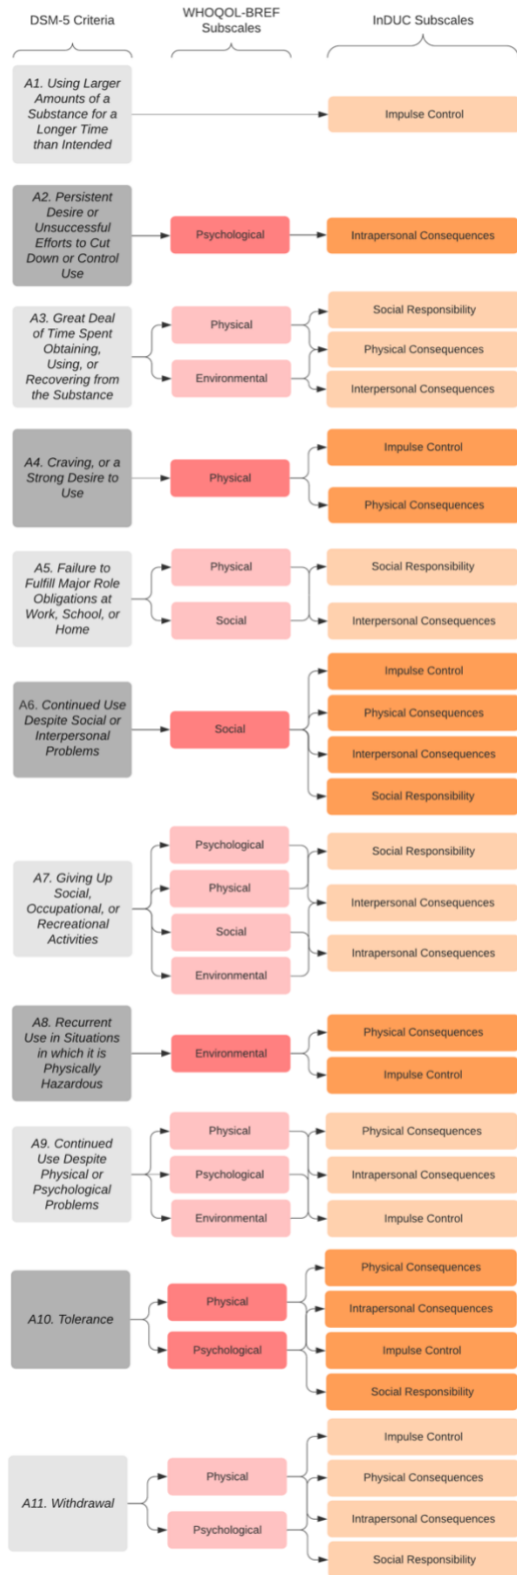 DSM-5 Criteria
WHOQOL-BREF
Subscales
InDUC Subscales
A1. Using Larger
Amounts of a
Substance for a
Longer Time
than Intended
Impulse Control
A2. Persistent
Desire or
Unsuccessful
Efforts to Cut
Down or Control
Use
Psychological
Intrapersonal Consequences
A3. Great Deal
of Time Spent
Obtaining,
Using, or
Recovering from
the Substance
Physical
Environmental
Social Responsibility
Physical Consequences
Interpersonal Consequences
A4. Craving, or a
Strong Desire to
Use
Physical
Impulse Control
Physical Consequences
A5. Failure to
Fulfill Major Role
Obligations at
Work, School, or
Home
Physical
Social
Social Responsibility
Interpersonal Consequences
A6. Continued Use
Despite Social or
Interpersonal
Problems
Social
Impulse Control
Physical Consequences
Interpersonal Consequences
Social Responsibility
A7. Giving Up
Social,
Occupational, or
Recreational
Activities
Psychological
Physical
Social
Environmental
Social Responsibility
Interpersonal Consequences
Intrapersonal Consequences
A8. Recurrent
Use in Situations
in which it is
Physically
Hazardous
Environmental
Physical Consequences
Impulse Control
A9. Continued
Use Despite
Physical or
Psychological
Problems
Physical
Psychological
Environmental
Physical Consequences
Intrapersonal Consequences
Impulse Control
A10. Tolerance
Physical
Psychological
Physical Consequences
Intrapersonal Consequences
Impulse Control
Social Responsibility
A11. Withdrawal
Physical
Psychological
Impulse Control
Physical Consequences
Intrapersonal Consequences
Social Responsibility